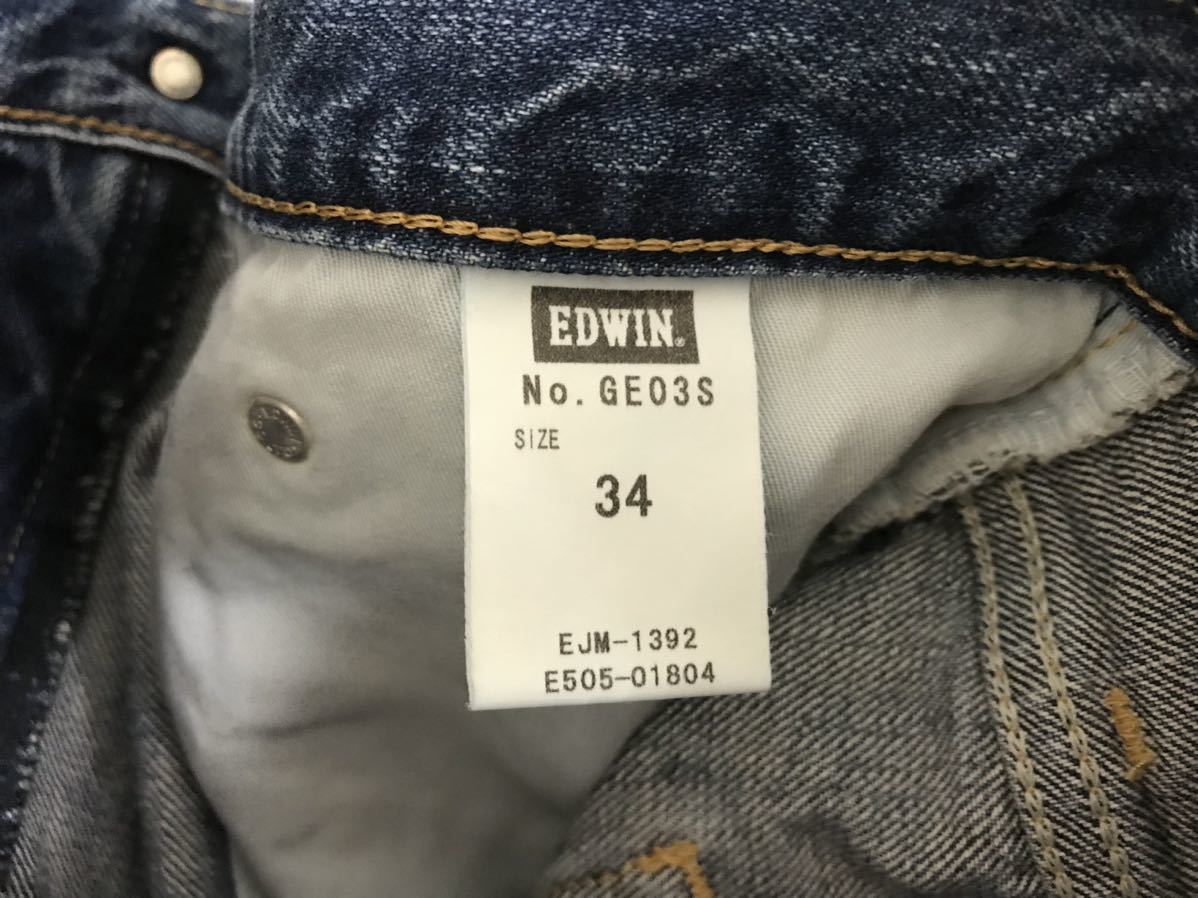 EDWIN®
No. GE03S
SIZE
34
EJM-1392
E505-01804